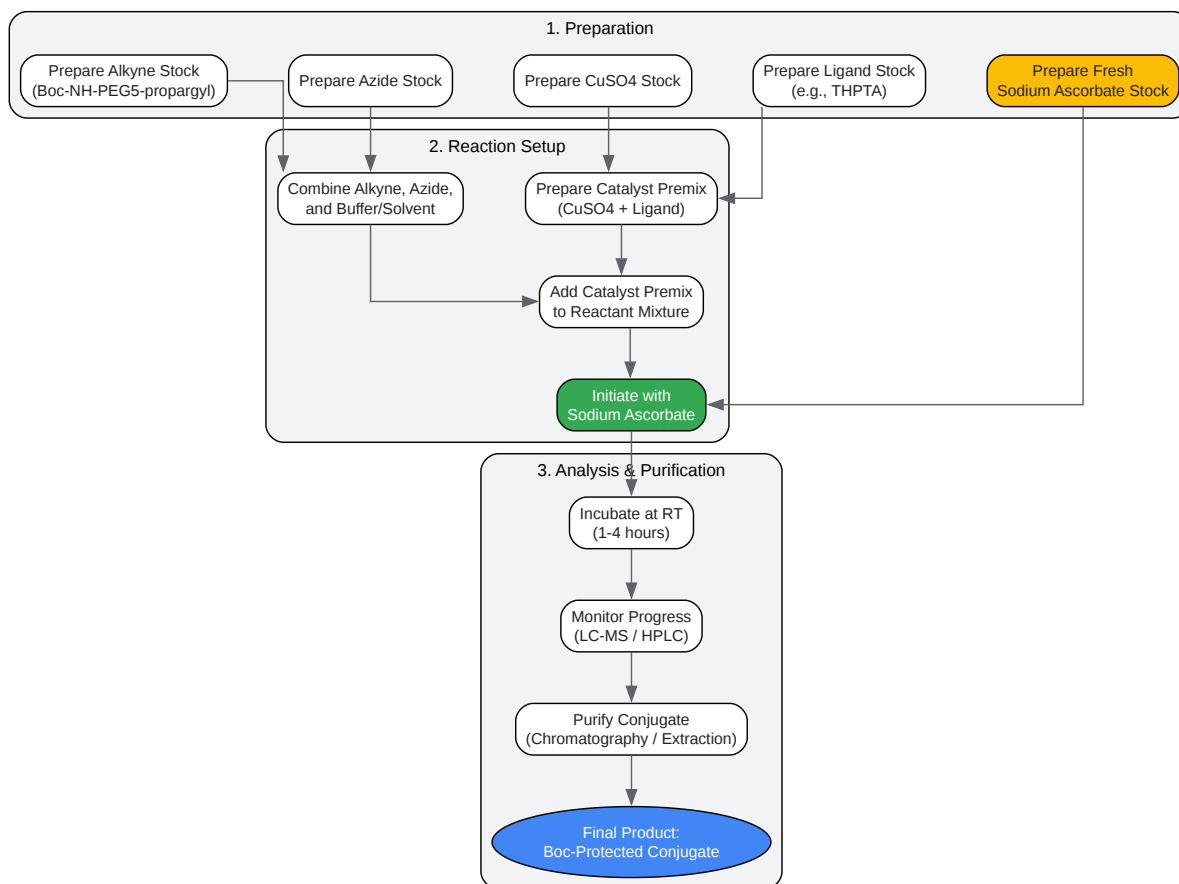 1. Preparation
Prepare Alkyne Stock
(Boc-NH-PEG5-propargyl)
Prepare Azide Stock
Prepare CuSO4 Stock
Prepare Ligand Stock
(e.g., THPTA)
Prepare Fresh
Sodium Ascorbate Stock
2. Reaction Setup
Combine Alkyne, Azide,
and Buffer/Solvent
Prepare Catalyst Premix
(CuSO4 + Ligand)
Add Catalyst Premix
to Reactant Mixture
Initiate with
Sodium Ascorbate
3. Analysis & Purification
Incubate at RT
(1-4 hours)
Monitor Progress
(LC-MS / HPLC)
Purify Conjugate
(Chromatography / Extraction)
Final Product:
Boc-Protected Conjugate